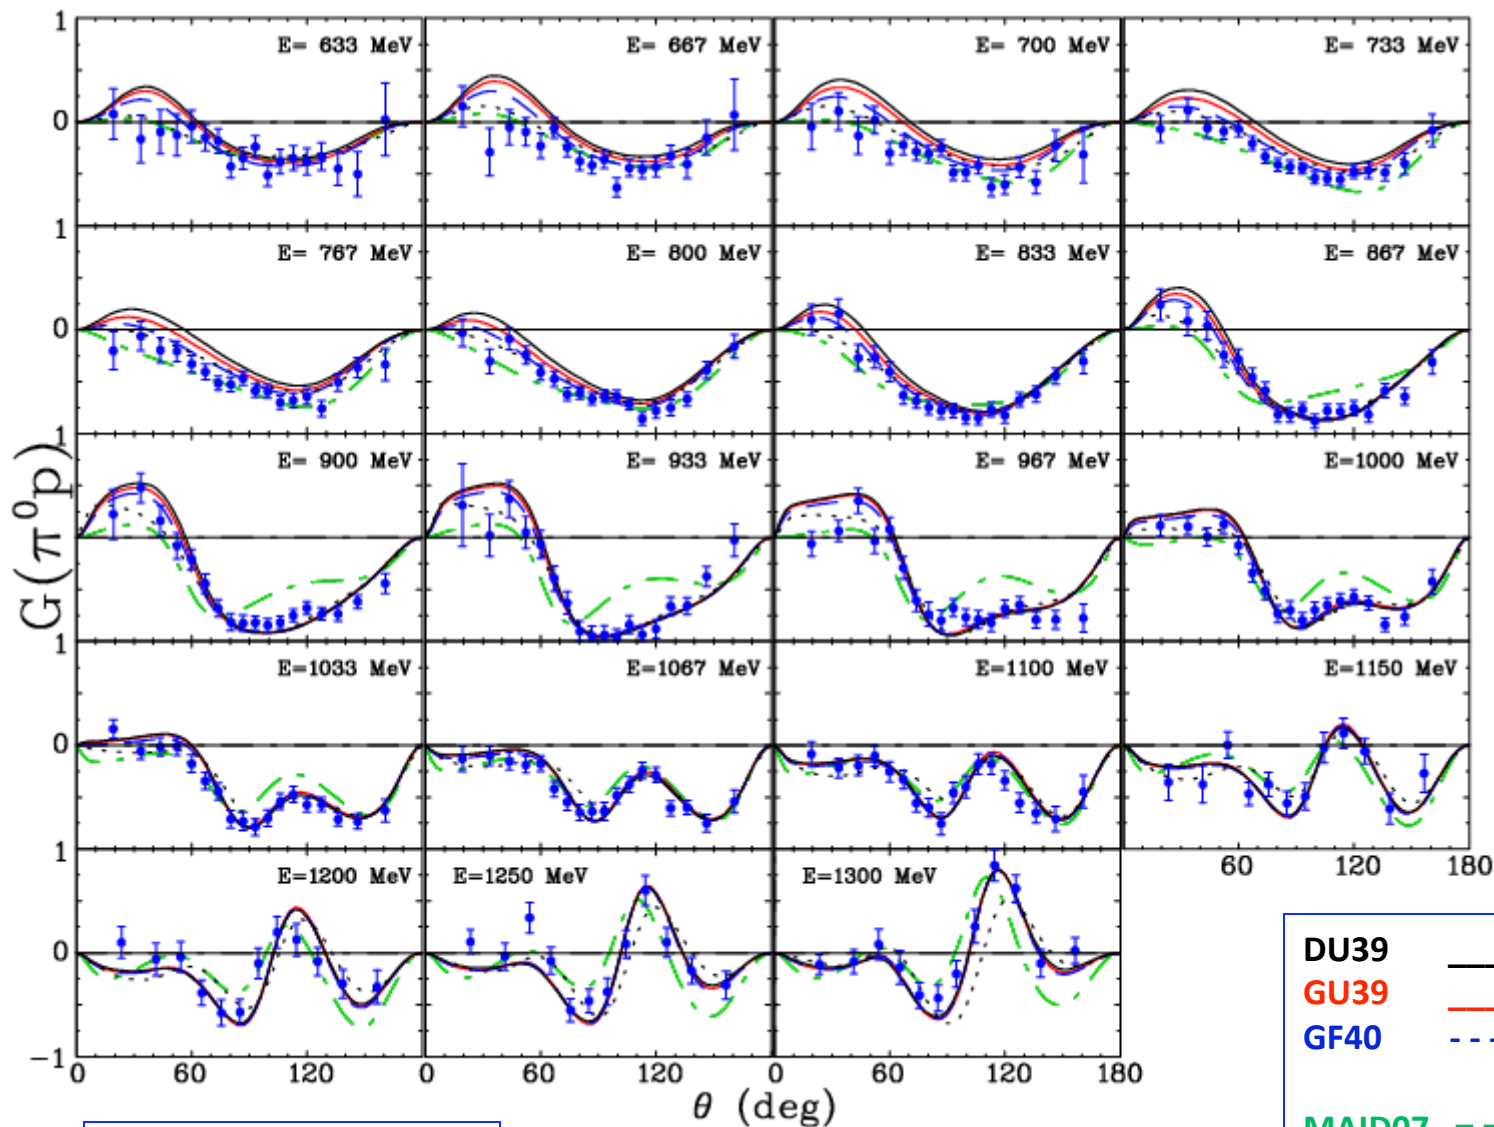 1
E= 633 MeV
E= 667 MeV
E= 700 MeV
E= 733 MeV
0
1
E= 767 MeV
E= 800 MeV
E= 833 MeV
E= 867 MeV
0
1
E= 900 MeV
E= 933 MeV
E= 967 MeV
E=1000 MeV
G(π⁰p)
1
E=1033 MeV
E=1067 MeV
E=1100 MeV
E=1150 MeV
0
1
60 120 180
E=1200 MeV
E=1250 MeV
E=1300 MeV
0
−1
0 60 120 0 60 120 0 60 120 180
θ (deg)
DU39
GU39
GF40
MAID07